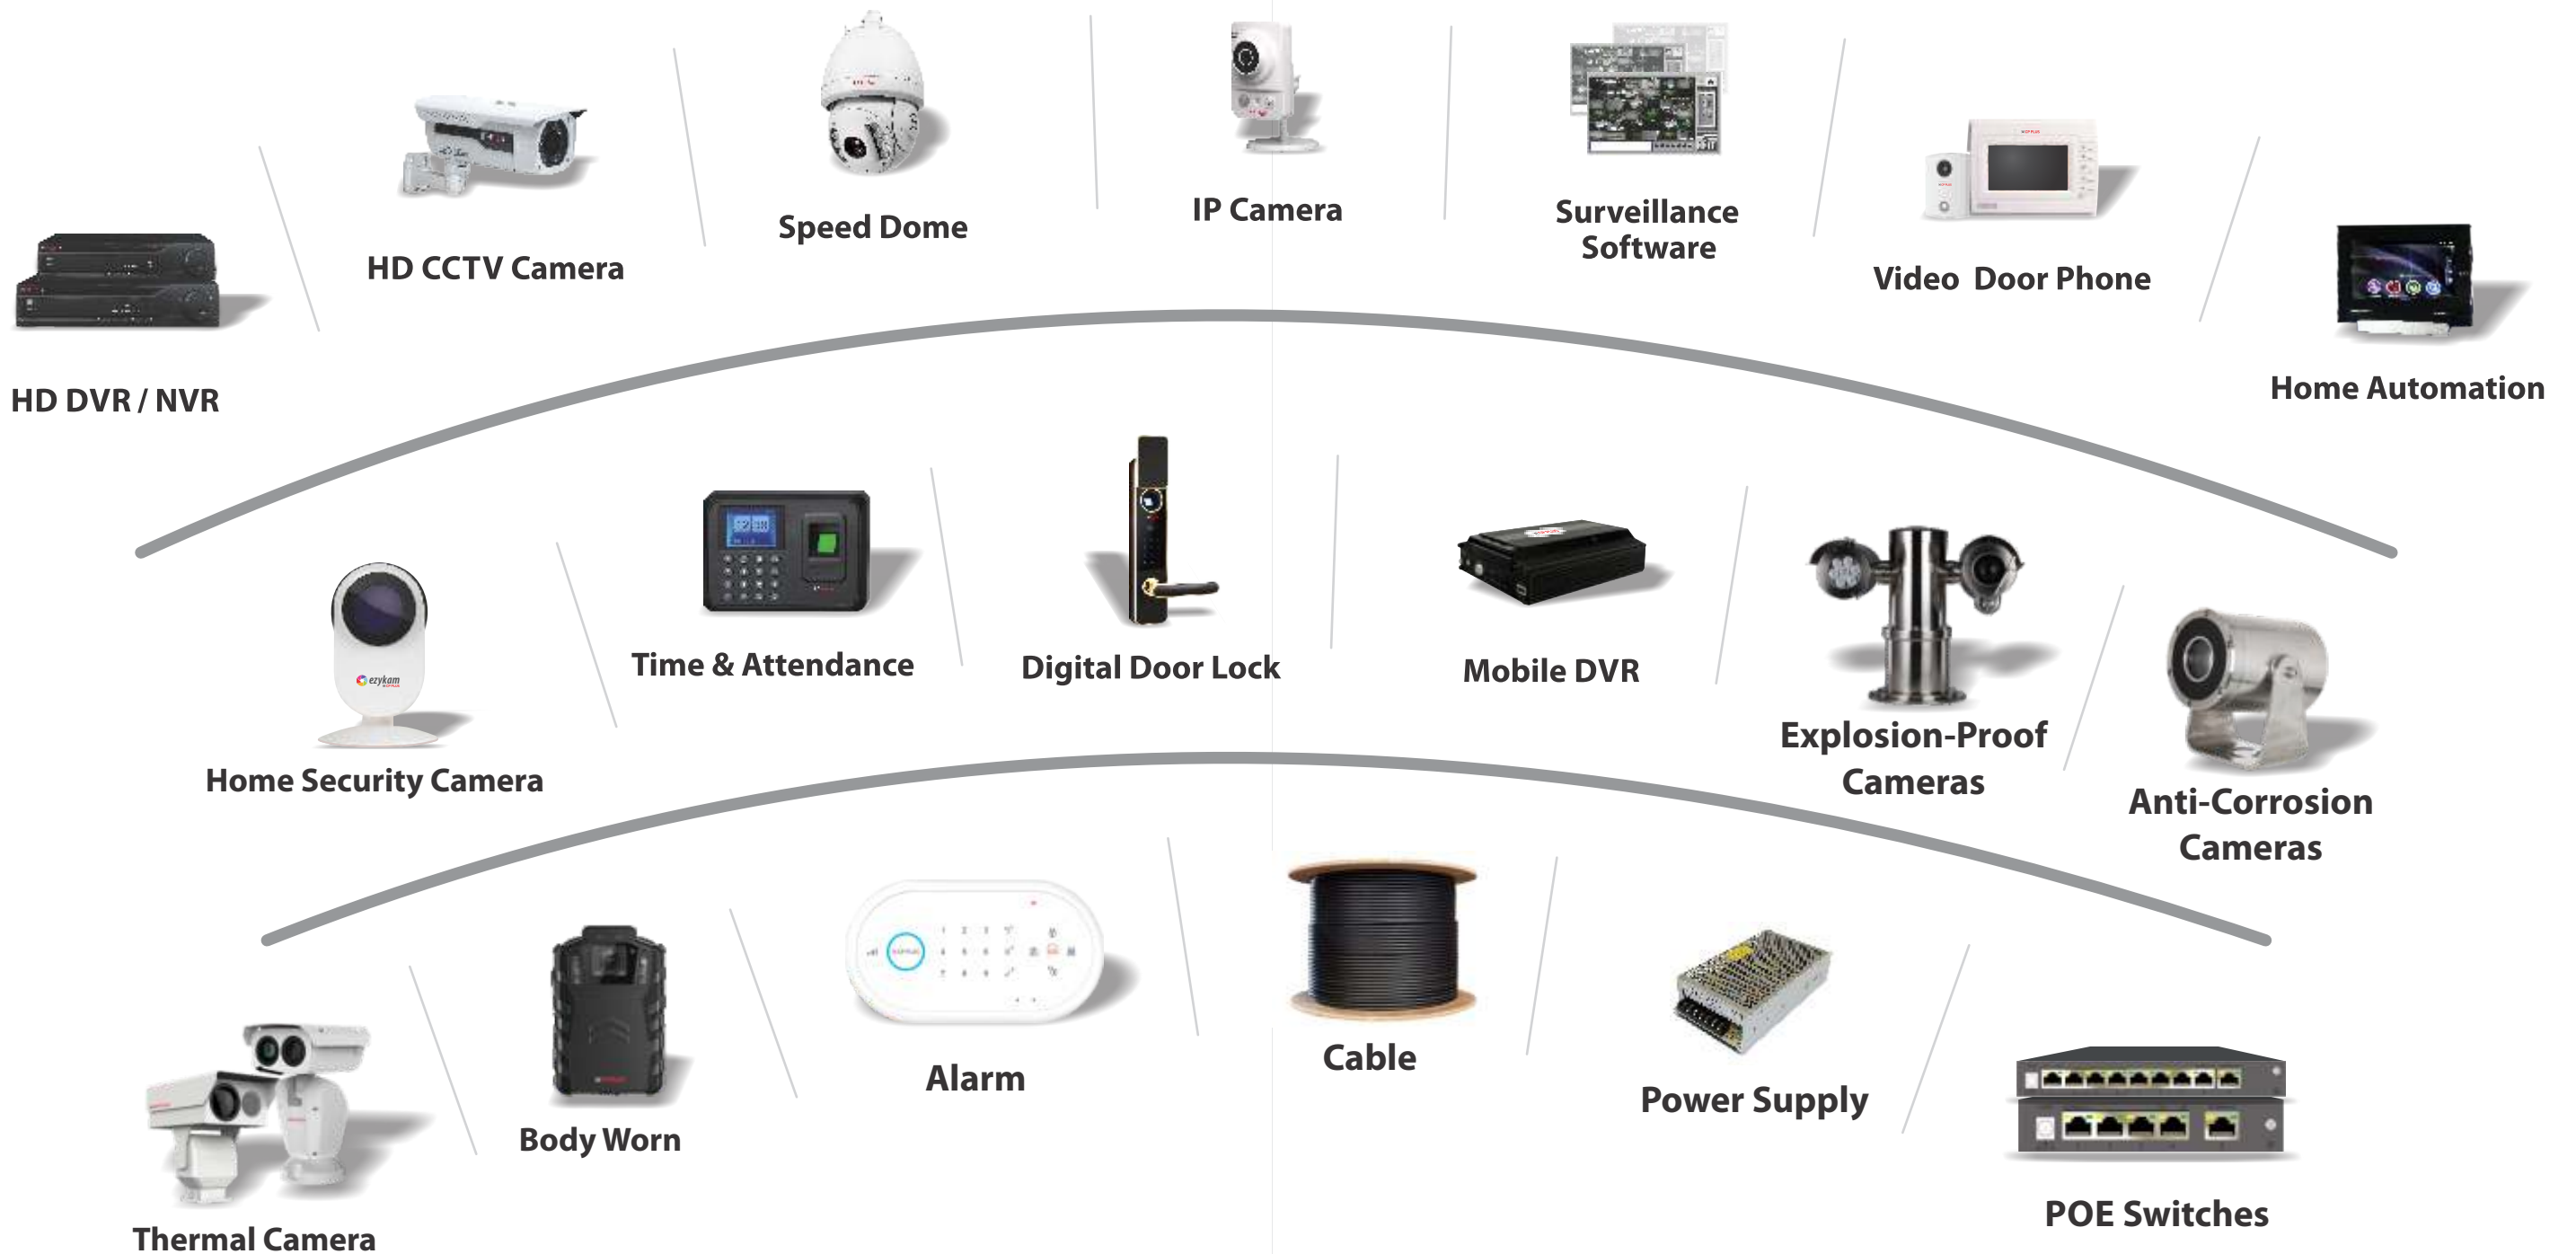 HD DVR / NVR
HD CCTV Camera
Speed Dome
IP Camera
Surveillance
Software
Video Door Phone
Home Automation
ezykam
Home Security Camera
Time & Attendance
Digital Door Lock
Mobile DVR
Explosion-Proof
Cameras
Anti-Corrosion
Cameras
Thermal Camera
Body Worn
Alarm
Cable
Power Supply
POE Switches